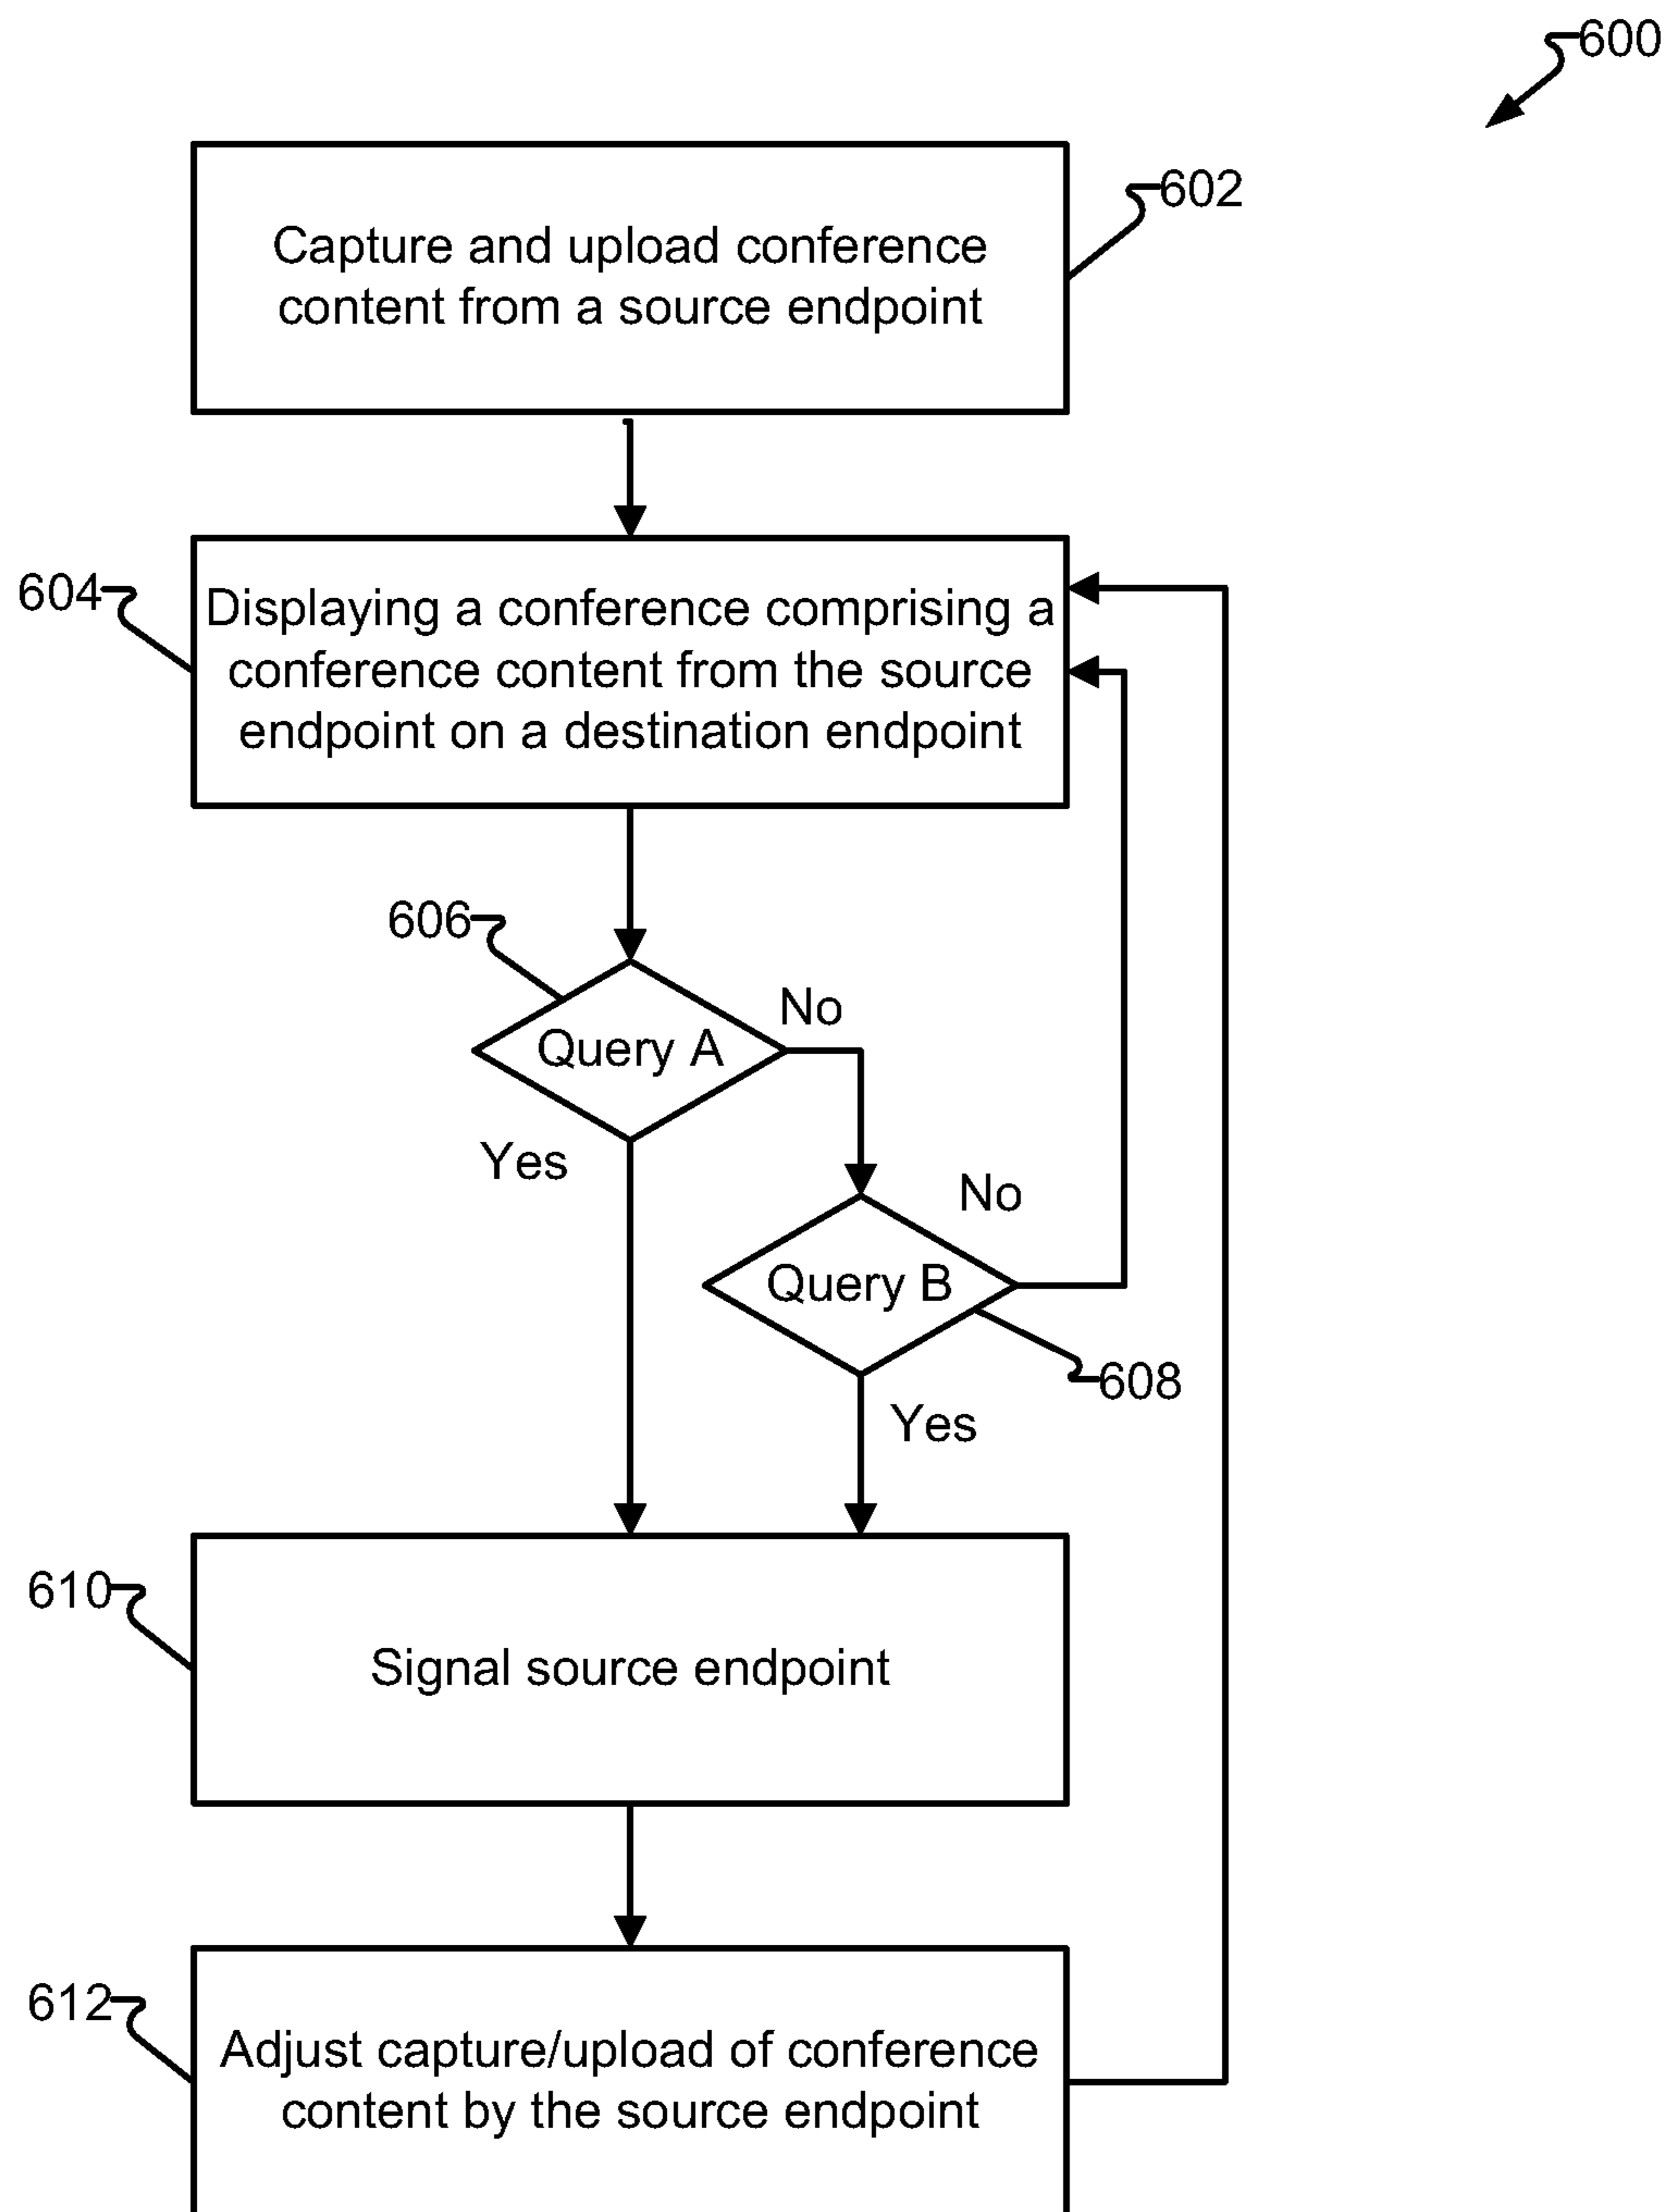 600
602
Capture and upload conference
content from a source endpoint
604
Displaying a conference comprising a
conference content from the source
endpoint on a destination endpoint
606
No
Query A
Yes
No
Query B
608
Yes
610
Signal source endpoint
612
Adjust capture/upload of conference
content by the source endpoint